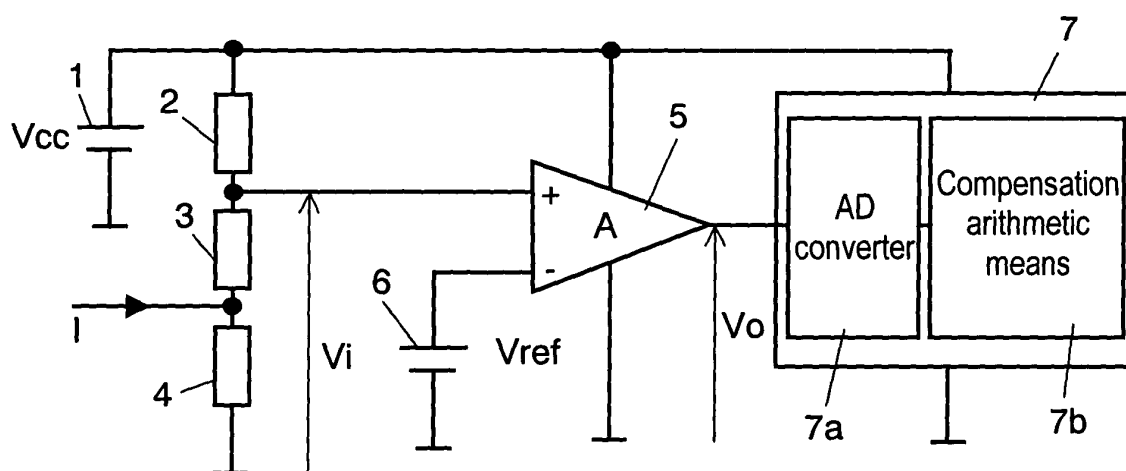 7
1
2
5
Vcc
+
AD
converter
Compensation
arithmetic
means
3
A
-
6
I
Vi
Vref
Vo
4
7a
7b